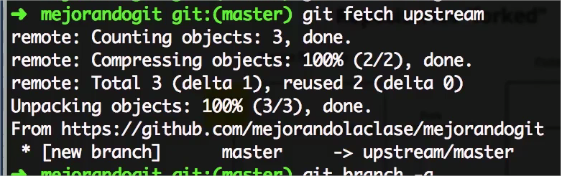 ➜ mejorandogit git:(master) git fetch upstream
remote: Counting objects: 3, done.
remote: Compressing objects: 100% (2/2), done.
remote: Total 3 (delta 1), reused 2 (delta 0)
Unpacking objects: 100% (3/3), done.
From https://github.com/mejorandolaclase/mejorandogit
* [new branch] master -> upstream/master
➜ mejorandogit git:(master) git branch -a